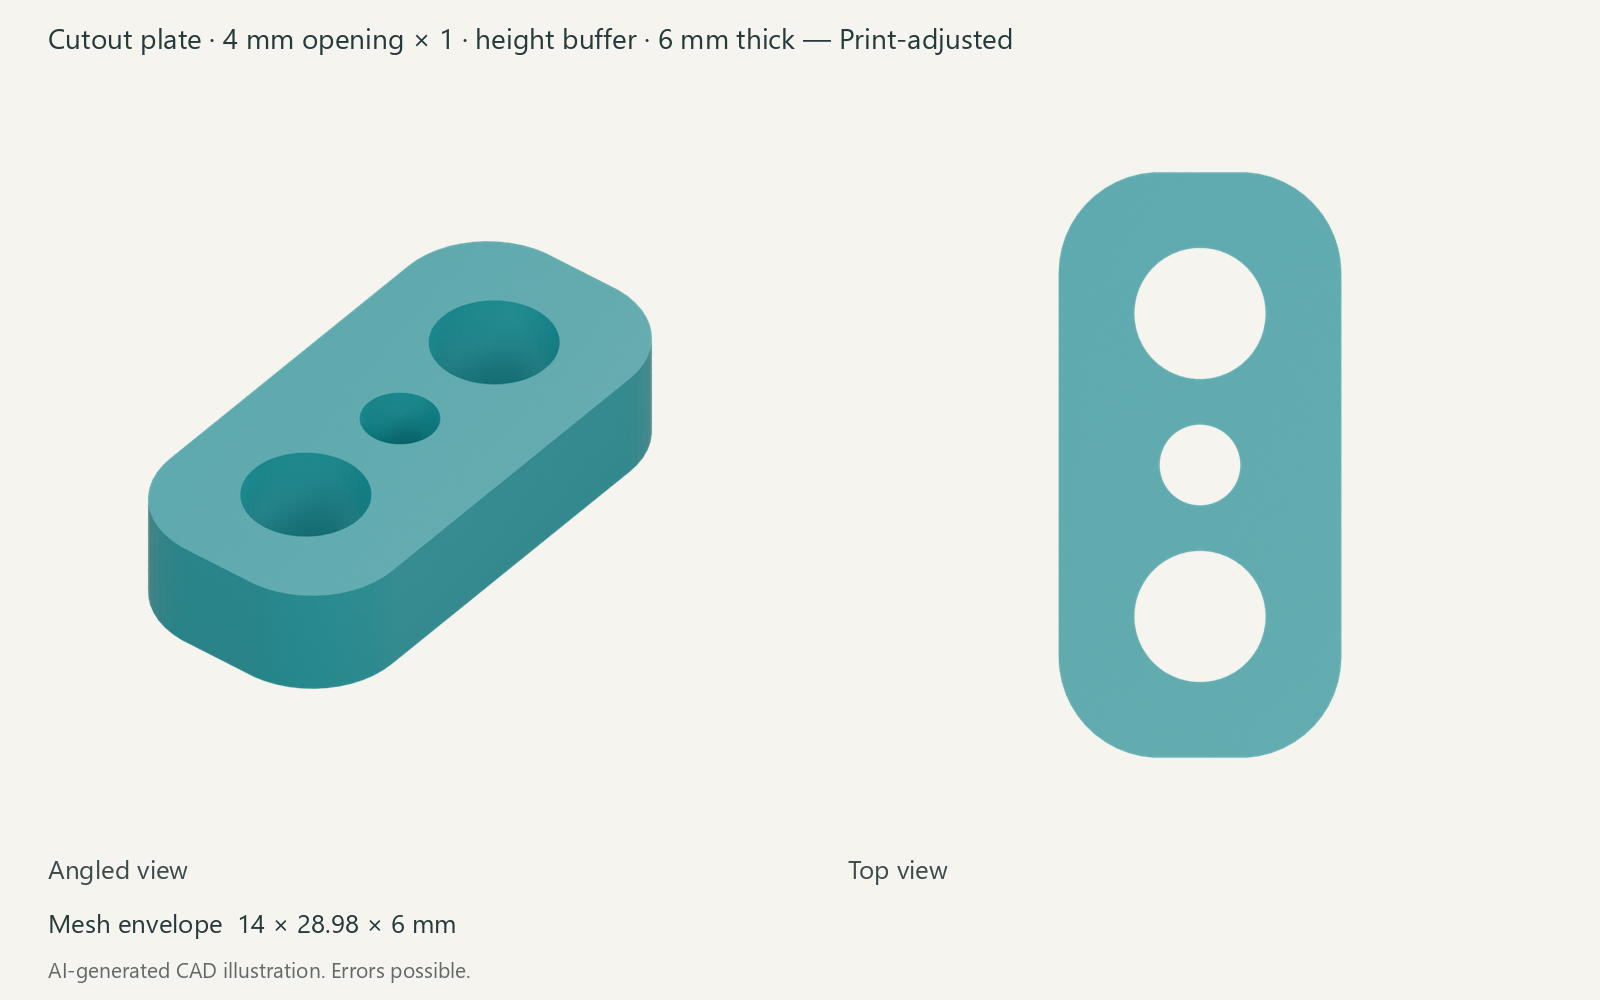 Cutout plate · 4 mm opening × 1 · height buffer · 6 mm thick — Print-adjusted
Angled view
Top view
Mesh envelope 14 × 28.98 × 6 mm
AI-generated CAD illustration. Errors possible.